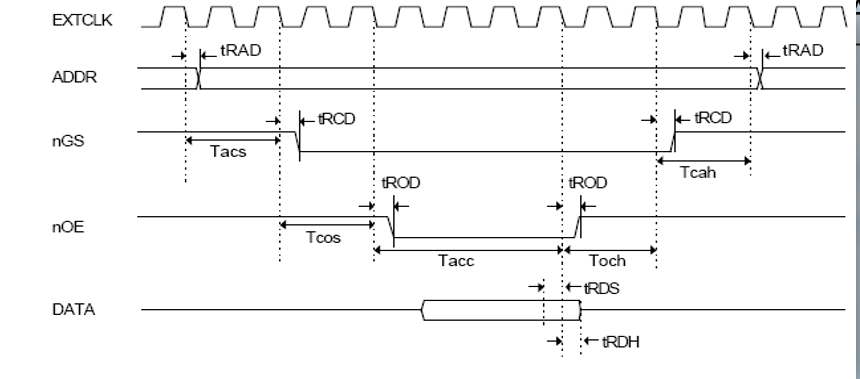 EXTCLK
tRAD tRAD
ADDR
tRCD tRCD
nGS
Tacs
Tcah
tROD tROD
nOE
Tcos
Tacc Toch
tRDS
DATA
tRDH